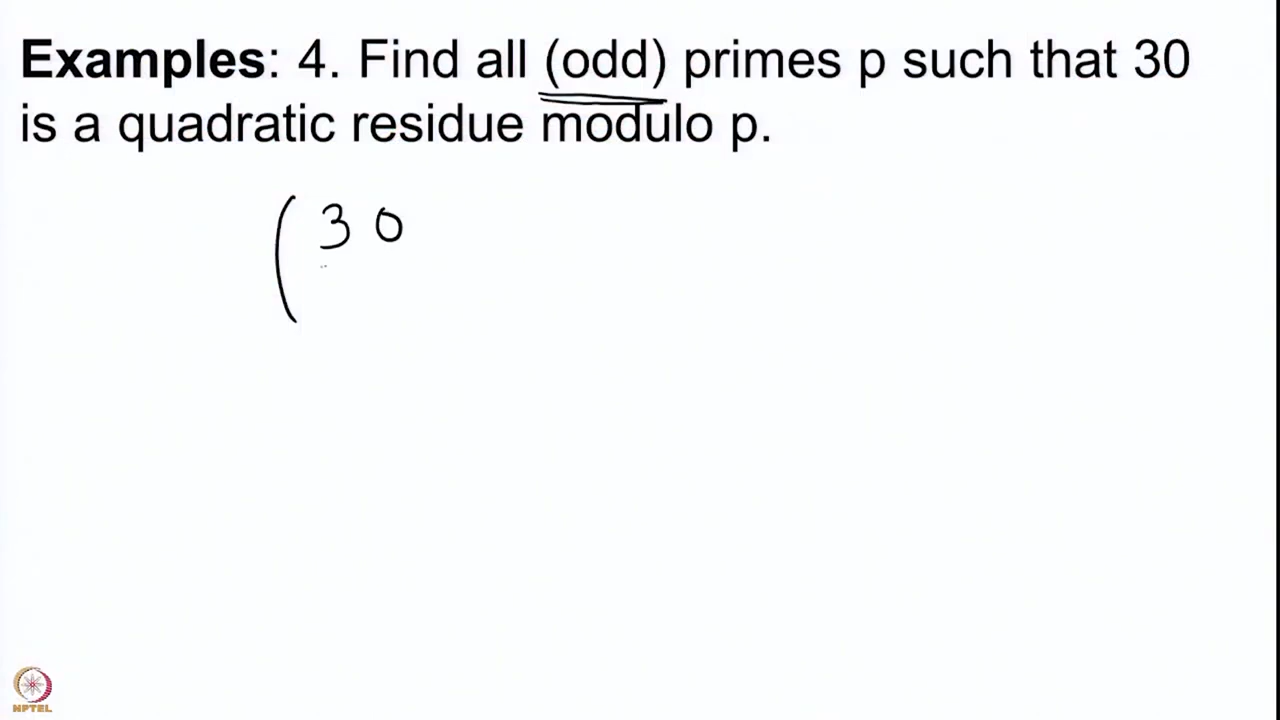 Examples: 4. Find all (odd) primes p such that 30
is a quadratic residue modulo p.
( 30
NPTEL